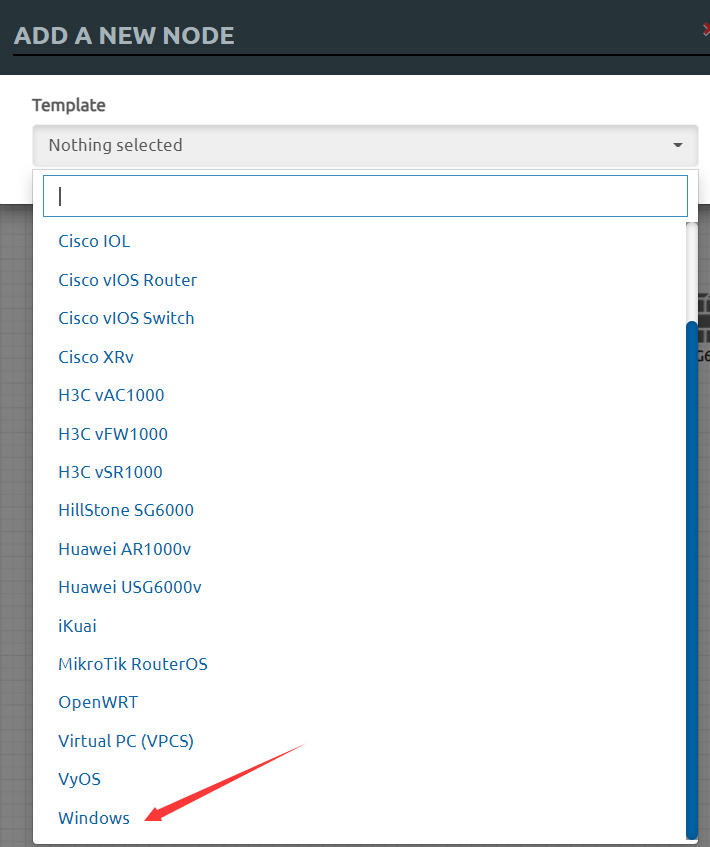 ADD A NEW NODE
Template
Nothing selected
Cisco IOL
Cisco vIOS Router
Cisco vIOS Switch
Cisco XRv
H3C vAC1000
H3C vFW1000
H3C vSR1000
HillStone SG6000
Huawei AR1000v
Huawei USG6000v
iKuai
MikroTik RouterOS
OpenWRT
Virtual PC (VPCS)
VyOS
Windows